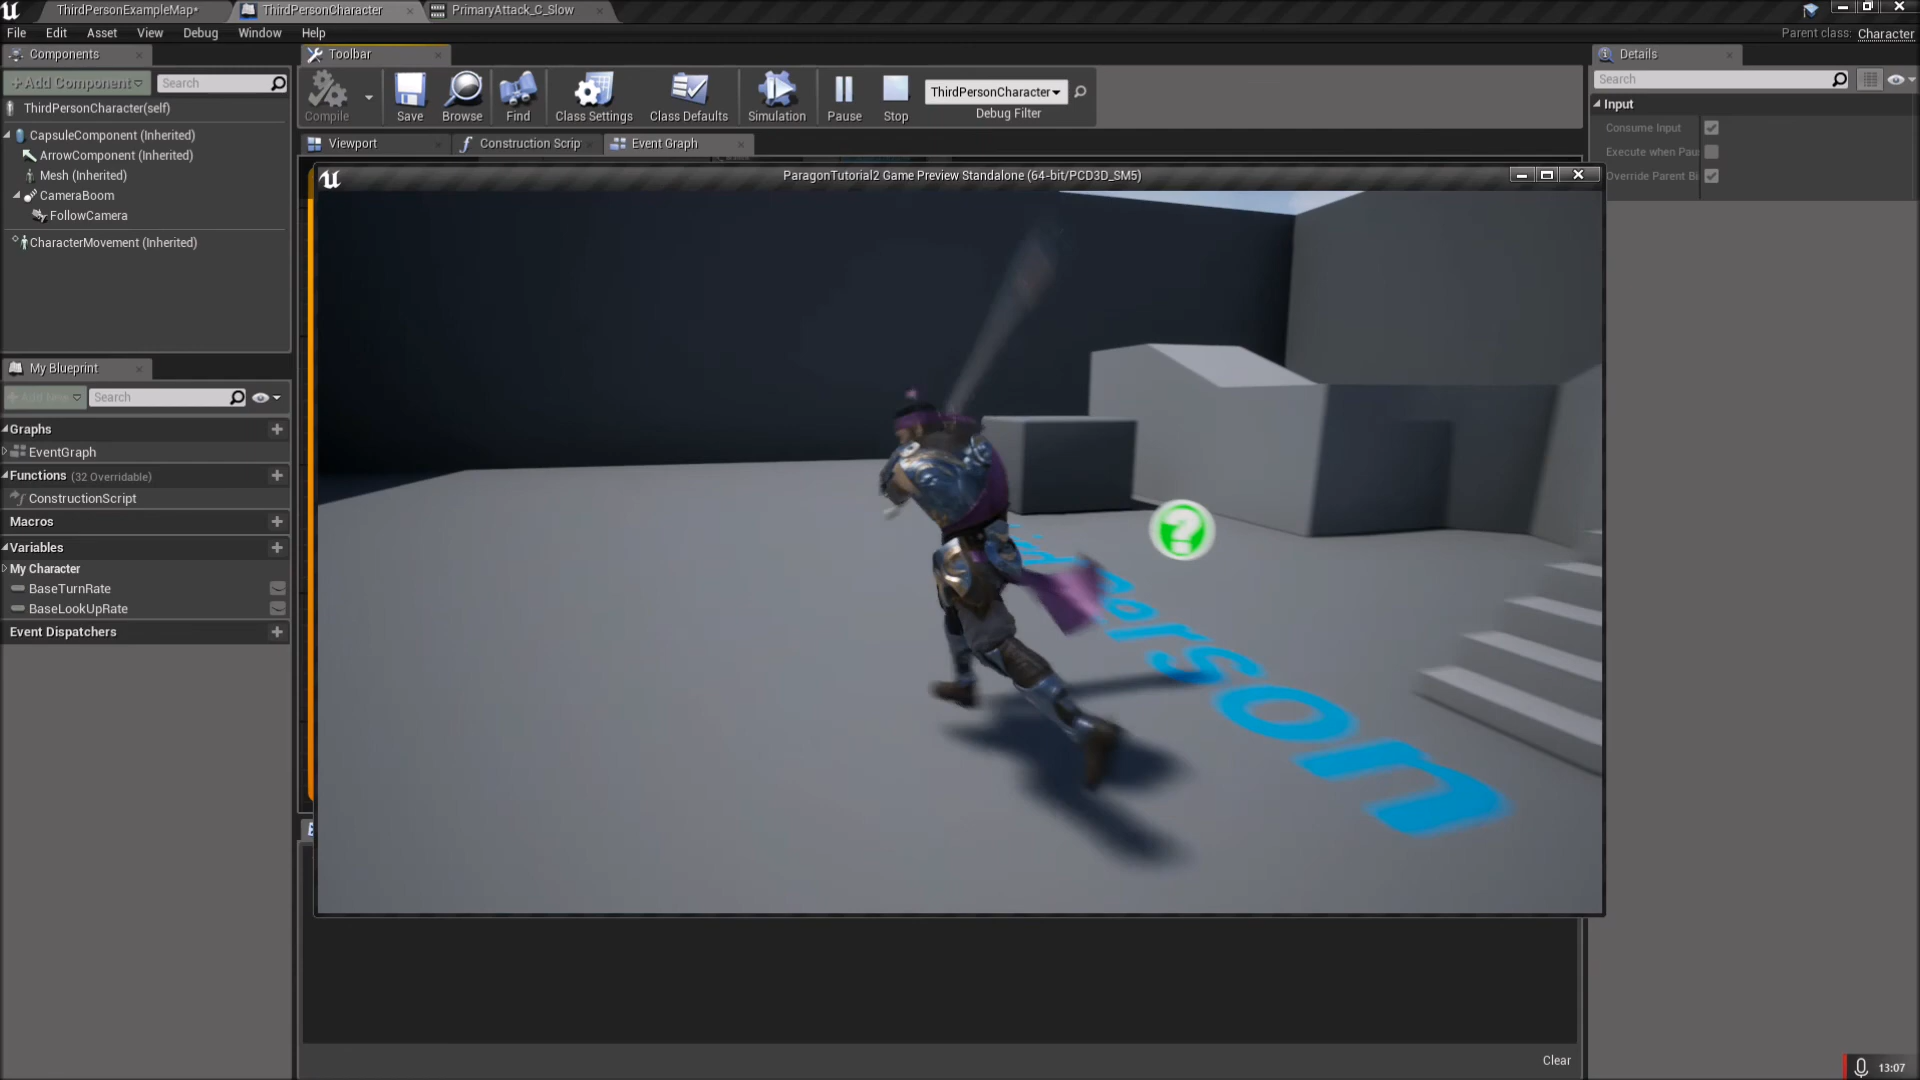 ThirdPersonExampleMap*
ThirdPersonCharacter
PrimaryAttack_C_Slow
File Edit Asset View Debug Window Help
Parent class: Character
Components
Toolbar
Details
Add Component
Search
Compile
Save
Browse
Find
Class Settings
Class Defaults
Simulation
Pause
Stop
ThirdPersonCharacter
Debug Filter
Search
Input
Consume Input
Execute when Pau
Override Parent Bi
ThirdPersonCharacter(self)
CapsuleComponent (Inherited)
ArrowComponent (Inherited)
Mesh (Inherited)
CameraBoom
FollowCamera
CharacterMovement (Inherited)
Viewport
Construction Scrip
Event Graph
ParagonTutorial2 Game Preview Standalone (64-bit/PCD3D_SM5)
?
person
My Blueprint
Add New
Search
Graphs
EventGraph
Functions (32 Overridable)
ConstructionScript
Macros
Variables
My Character
BaseTurnRate
BaseLookUpRate
Event Dispatchers
Clear
13:07